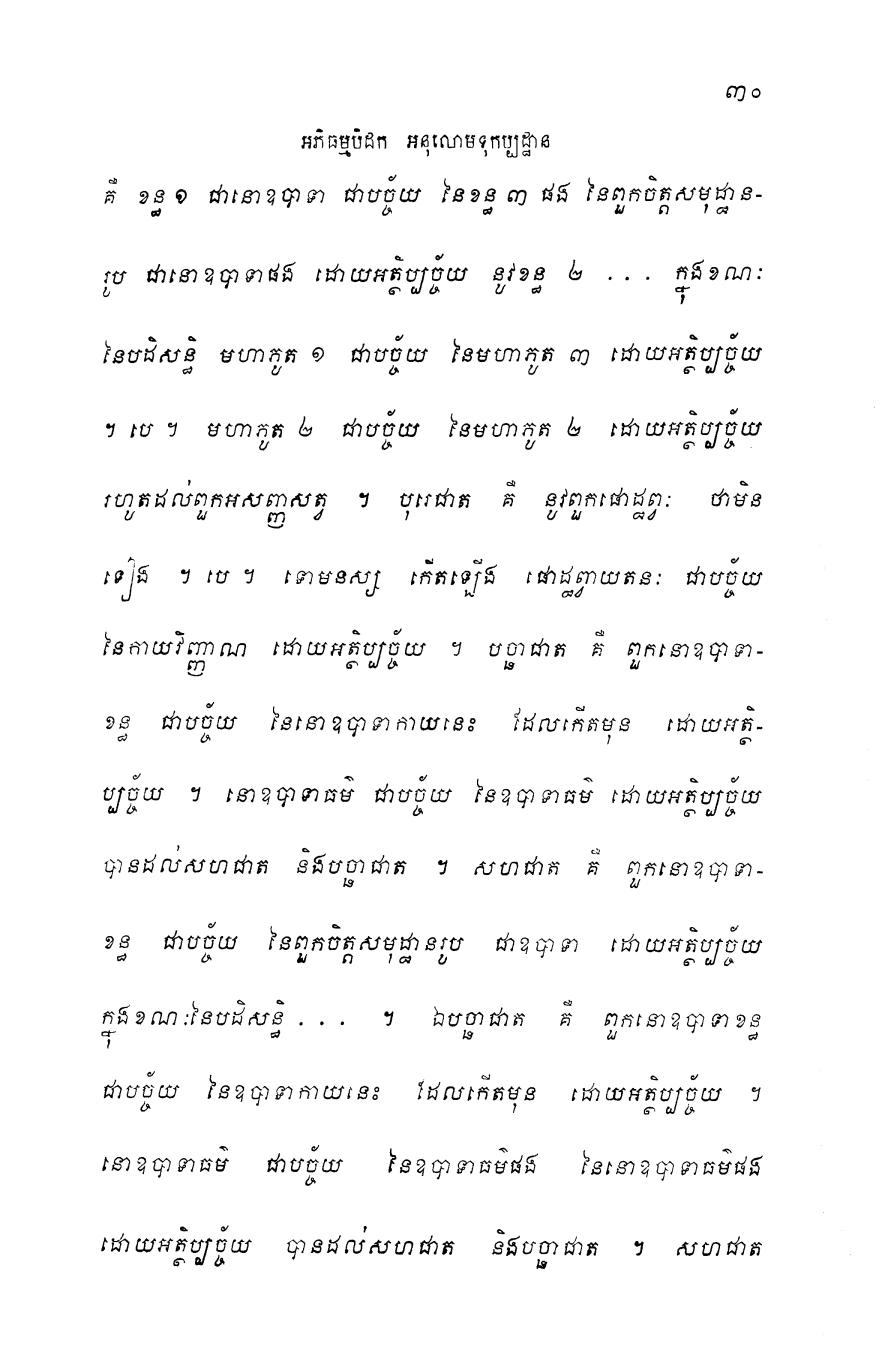 ៣០
អភិធម្មបិដក អនុលោមទុកប្បដ្ឋាន
គឺ ខន្ធ ១ ជានោឧបាទា ជាបច្ច័យ នៃខន្ធ ៣ ផង នៃពួកចិត្តសមុដ្ឋាន-
រូប ជានោឧបាទាផង ដោយអត្ថិប្បច្ច័យ នូវខន្ធ ២ ... ក្នុងខណៈ
នៃបដិសន្ធិ មហាភូត ១ ជាបច្ច័យ នៃមហាភូត ៣ ដោយអត្ថិប្បច្ច័យ
។ បេ ។ មហាភូត ២ ជាបច្ច័យ នៃមហាភូត ២ ដោយអត្ថិប្បច្ច័យ
រហូតដល់ពួកអសញ្ញសត្វ ។ បុរេជាត គឺ នូវពួកផោដ្ឋព្វៈ ថាមិន
ទៀង ។ បេ ។ ទោមនស្ស កើតឡើង ផោដ្ឋព្វាយតនៈ ជាបច្ច័យ
នៃកាយវិញ្ញាណ ដោយអត្ថិប្បច្ច័យ ។ បច្ឆាជាត គឺ ពួកនោឧបាទា-
ខន្ធ ជាបច្ច័យ នៃនោឧបាទាកាយនេះ ដែលកើតមុន ដោយអត្ថិ-
ប្បច្ច័យ ។ នោឧបាទាធម៌ ជាបច្ច័យ នៃឧបាទាធម៌ ដោយអត្ថិប្បច្ច័យ
បានដល់សហជាត និងបច្ឆាជាត ។ សហជាត គឺ ពួកនោឧបាទា-
ខន្ធ ជាបច្ច័យ នៃពួកចិត្តសមុដ្ឋានរូប ជាឧបាទា ដោយអត្ថិប្បច្ច័យ
ក្នុងខណៈនៃបដិសន្ធិ ... ។ ឯបច្ឆាជាត គឺ ពួកនោឧបាទាខន្ធ
ជាបច្ច័យ នៃឧបាទាកាយនេះ ដែលកើតមុន ដោយអត្ថិប្បច្ច័យ ។
នោឧបាទាធម៌ ជាបច្ច័យ នៃឧបាទាធម៌ផង នៃនោឧបាទាធម៌ផង
ដោយអត្ថិប្បច្ច័យ បានដល់សហជាត និងបច្ឆាជាត ។ សហជាត